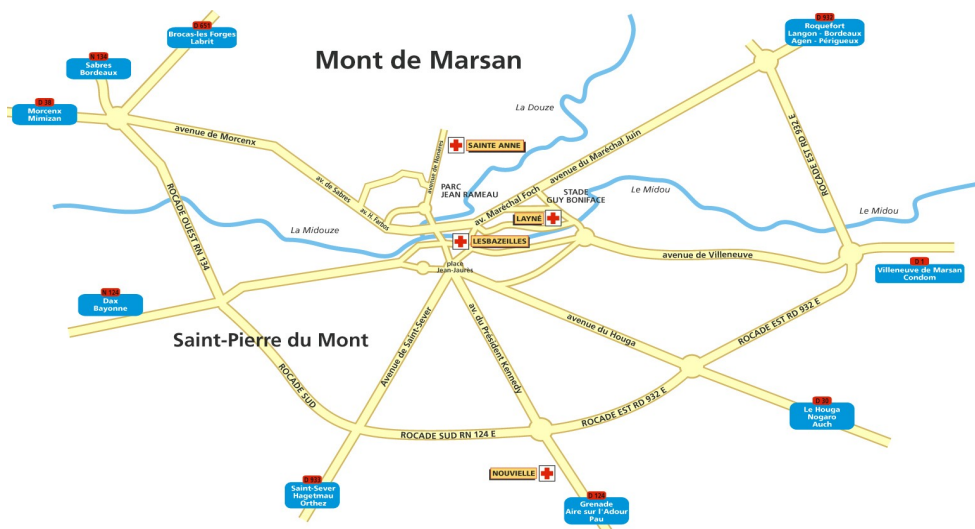 D 932
Roquefort
Langon - Bordeaux
Agen - Périgueux
D 651
Brocas-les Forges
Labrit
N 134
Sabres
Bordeaux
Mont de Marsan
D 38
Morcenx
Mimizan
La Douze
avenue de Morcenx
avenue de Nonères
SAINTE ANNE
avenue du Maréchal Juin
ROCADE EST RD 932 E
av. de Sabres
PARC
JEAN RAMEAU
STADE
GUY BONIFACE
Le Midou
av. H. Farbos
av. Maréchal Foch
LAYNÉ
Le Midou
La Midouze
LESBAZEILLES
ROCADE OUEST RN 134
avenue de Villeneuve
place
Jean-Jaurès
D 1
Villeneuve de Marsan
Condom
N 124
Dax
Bayonne
Saint-Pierre du Mont
Avenue de Saint-Sever
av. du Président Kennedy
avenue du Houga
ROCADE EST RD 932 E
ROCADE SUD
ROCADE EST RD 932 E
D 30
Le Houga
Nogaro
Auch
ROCADE SUD RN 124 E
NOUVIELLE
D 933
Saint-Sever
Hagetmau
Orthez
D 124
Grenade
Aire sur l'Adour
Pau